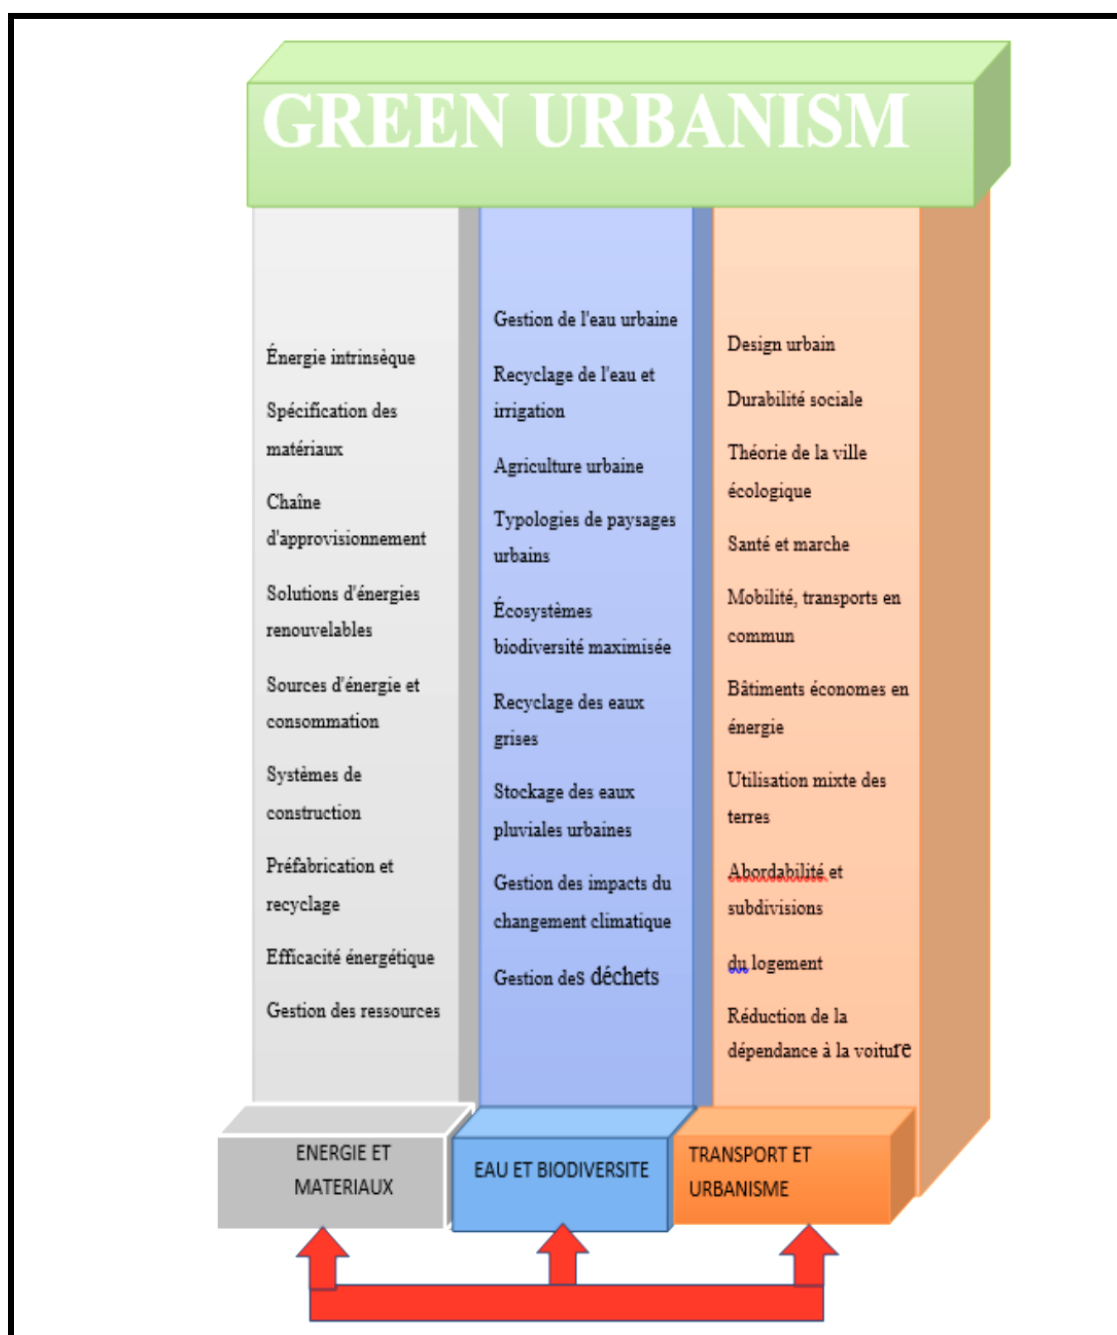 GREEN URBANISM
Énergie intrinsèque
Spécification des
matériaux
Chaîne
d'approvisionnement
Solutions d'énergies
renouvelables
Sources d'énergie et
consommation
Systèmes de
construction
Préfabrication et
recyclage
Efficacité énergétique
Gestion des ressources
Gestion de l'eau urbaine
Recyclage de l'eau et
irrigation
Agriculture urbaine
Typologies de paysages
urbains
Écosystèmes
biodiversité maximisée
Recyclage des eaux
grises
Stockage des eaux
pluviales urbaines
Gestion des impacts du
changement climatique
Gestion des déchets
Design urbain
Durabilité sociale
Théorie de la ville
écologique
Santé et marche
Mobilité, transports en
commun
Bâtiments économes en
énergie
Utilisation mixte des
terres
Abordabilité et
subdivisions
du logement
Réduction de la
dépendance à la voiture
ENERGIE ET
MATERIAUX
EAU ET BIODIVERSITE
TRANSPORT ET
URBANISME